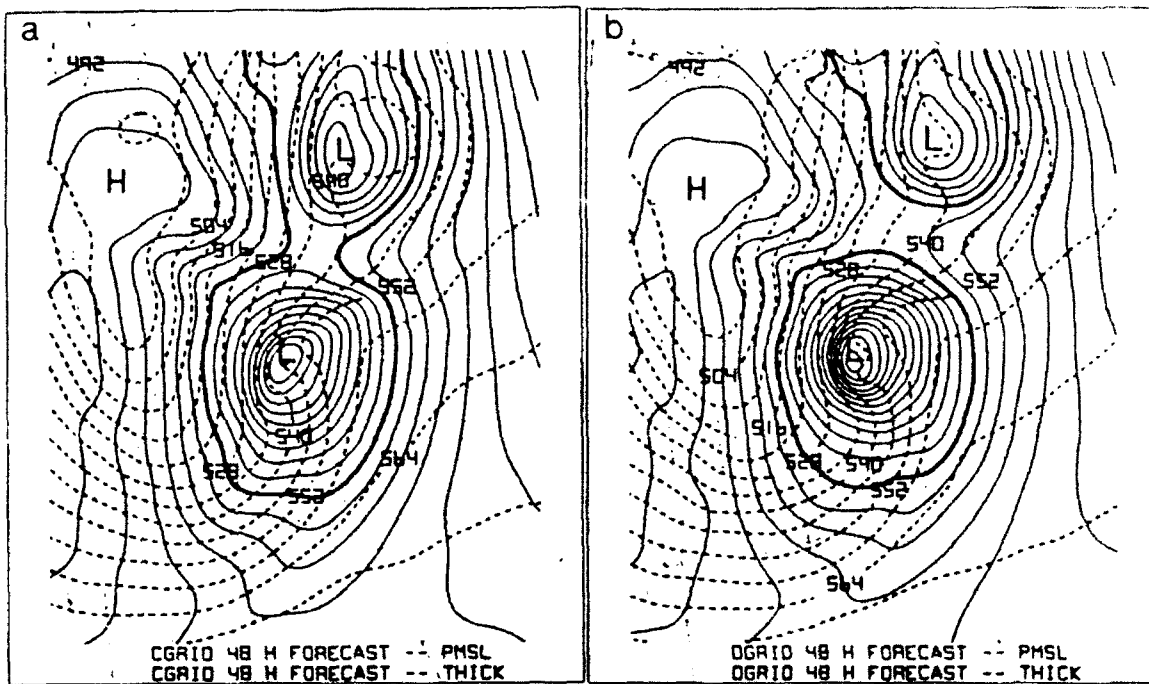 a
492
H
L
540
504
516
528
552
L
540
528
564
552
CGRID 48 H FORECAST -- PMSL
CGRID 48 H FORECAST -- THICK
b
492
H
L
540
528
552
L
504
516
528
540
552
564
DGRID 48 H FORECAST -- PMSL
DGRID 48 H FORECAST -- THICK